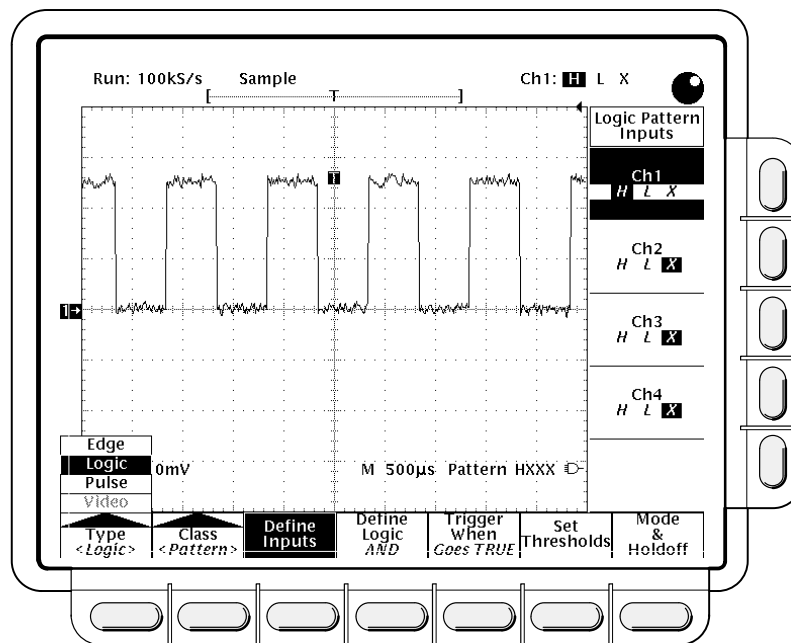 Run: 100kS/s Sample Ch1: H L X
[ T ]
Logic Pattern
Inputs
Ch1
H L X
T
Ch2
H L X
1→
Ch3
H L X
Ch4
H L X
Edge
Logic
Pulse
Video
0mV M 500µs Pattern HXXX
Type
<Logic>
Class
<Pattern>
Define
Inputs
Define
Logic
AND
Trigger
When
Goes TRUE
Set
Thresholds
Mode
&
Holdoff